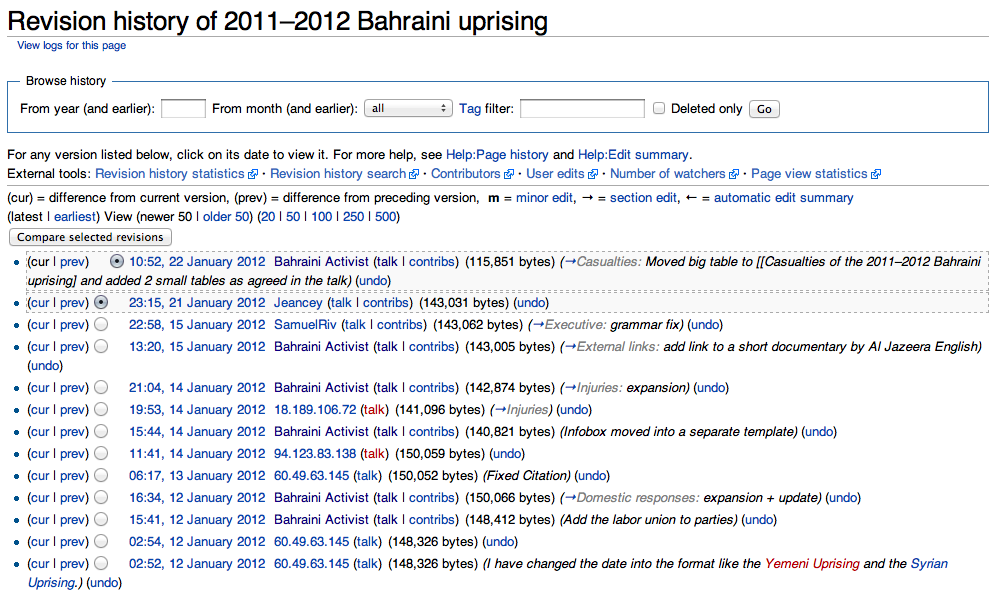 Revision history of 2011–2012 Bahraini uprising
View logs for this page
Browse history
From year (and earlier): From month (and earlier): all Tag filter: Deleted only Go
For any version listed below, click on its date to view it. For more help, see Help:Page history and Help:Edit summary.
External tools: Revision history statistics · Revision history search · Contributors · User edits · Number of watchers · Page view statistics
(cur) = difference from current version, (prev) = difference from preceding version, m = minor edit, → = section edit, ← = automatic edit summary
(latest | earliest) View (newer 50 | older 50) (20 | 50 | 100 | 250 | 500)
Compare selected revisions
(cur | prev) 10:52, 22 January 2012 Bahraini Activist (talk | contribs) (115,851 bytes) (→Casualties: Moved big table to [[Casualties of the 2011–2012 Bahraini
uprising] and added 2 small tables as agreed in the talk) (undo)
(cur | prev) 23:15, 21 January 2012 Jeancey (talk | contribs) (143,031 bytes) (undo)
(cur | prev) 22:58, 15 January 2012 SamuelRiv (talk | contribs) (143,062 bytes) (→Executive: grammar fix) (undo)
(cur | prev) 13:20, 15 January 2012 Bahraini Activist (talk | contribs) (143,005 bytes) (→External links: add link to a short documentary by Al Jazeera English)
(undo)
(cur | prev) 21:04, 14 January 2012 Bahraini Activist (talk | contribs) (142,874 bytes) (→Injuries: expansion) (undo)
(cur | prev) 19:53, 14 January 2012 18.189.106.72 (talk) (141,096 bytes) (→Injuries) (undo)
(cur | prev) 15:44, 14 January 2012 Bahraini Activist (talk | contribs) (140,821 bytes) (Infobox moved into a separate template) (undo)
(cur | prev) 11:41, 14 January 2012 94.123.83.138 (talk) (150,059 bytes) (undo)
(cur | prev) 06:17, 13 January 2012 60.49.63.145 (talk) (150,052 bytes) (Fixed Citation) (undo)
(cur | prev) 16:34, 12 January 2012 Bahraini Activist (talk | contribs) (150,066 bytes) (→Domestic responses: expansion + update) (undo)
(cur | prev) 15:41, 12 January 2012 Bahraini Activist (talk | contribs) (148,412 bytes) (Add the labor union to parties) (undo)
(cur | prev) 02:54, 12 January 2012 60.49.63.145 (talk) (148,326 bytes) (undo)
(cur | prev) 02:52, 12 January 2012 60.49.63.145 (talk) (148,326 bytes) (I have changed the date into the format like the Yemeni Uprising and the Syrian
Uprising.) (undo)